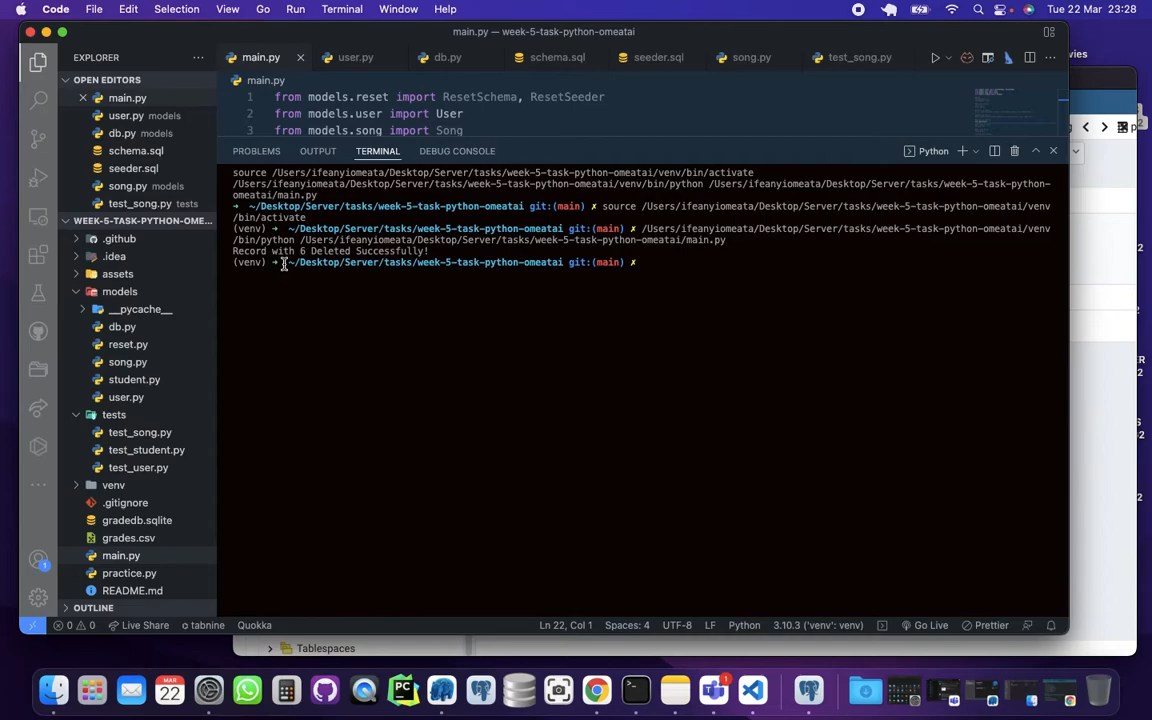 Code File Edit Selection View Go Run Terminal Window Help Tue 22 Mar 23:28
main.py — week-5-task-python-omeatai
EXPLORER
main.py user.py db.py schema.sql seeder.sql song.py test_song.py
OPEN EDITORS
main.py
user.py models
db.py models
schema.sql
seeder.sql
song.py models
test_song.py tests
WEEK-5-TASK-PYTHON-OME...
.github
.idea
assets
models
__pycache__
db.py
reset.py
song.py
student.py
user.py
tests
test_song.py
test_student.py
test_user.py
venv
.gitignore
gradedb.sqlite
grades.csv
main.py
practice.py
README.md
OUTLINE
main.py
1 from models.reset import ResetSchema, ResetSeeder
2 from models.user import User
3 from models.song import Song
PROBLEMS OUTPUT TERMINAL DEBUG CONSOLE Python
source /Users/ifeanyiomeata/Desktop/Server/tasks/week-5-task-python-omeatai/venv/bin/activate
/Users/ifeanyiomeata/Desktop/Server/tasks/week-5-task-python-omeatai/venv/bin/python /Users/ifeanyiomeata/Desktop/Server/tasks/week-5-task-python-
omeatai/main.py
➜ ~/Desktop/Server/tasks/week-5-task-python-omeatai git:(main) ✗ source /Users/ifeanyiomeata/Desktop/Server/tasks/week-5-task-python-omeatai/venv
/bin/activate
(venv) ➜ ~/Desktop/Server/tasks/week-5-task-python-omeatai git:(main) ✗ /Users/ifeanyiomeata/Desktop/Server/tasks/week-5-task-python-omeatai/venv
/bin/python /Users/ifeanyiomeata/Desktop/Server/tasks/week-5-task-python-omeatai/main.py
Record with 6 Deleted Successfully!
(venv) ➜ ~/Desktop/Server/tasks/week-5-task-python-omeatai git:(main) ✗
0 0 Live Share tabnine Quokka Ln 22, Col 1 Spaces: 4 UTF-8 LF Python 3.10.3 ('venv': venv) Go Live Prettier
Tablespaces